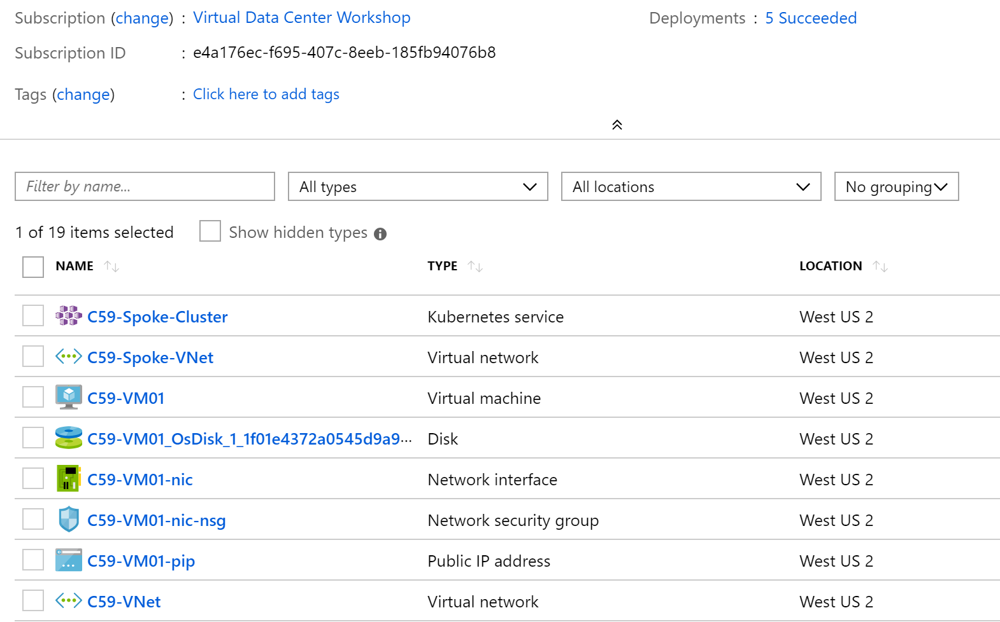 Subscription (change) : Virtual Data Center Workshop Deployments : 5 Succeeded
Subscription ID : e4a176ec-f695-407c-8eeb-185fb94076b8
Tags (change) : Click here to add tags
Filter by name... All types All locations No grouping
1 of 19 items selected Show hidden types
NAME TYPE LOCATION
C59-Spoke-Cluster Kubernetes service West US 2
C59-Spoke-VNet Virtual network West US 2
C59-VM01 Virtual machine West US 2
C59-VM01_OsDisk_1_1f01e4372a0545d9a9... Disk West US 2
C59-VM01-nic Network interface West US 2
C59-VM01-nic-nsg Network security group West US 2
C59-VM01-pip Public IP address West US 2
C59-VNet Virtual network West US 2